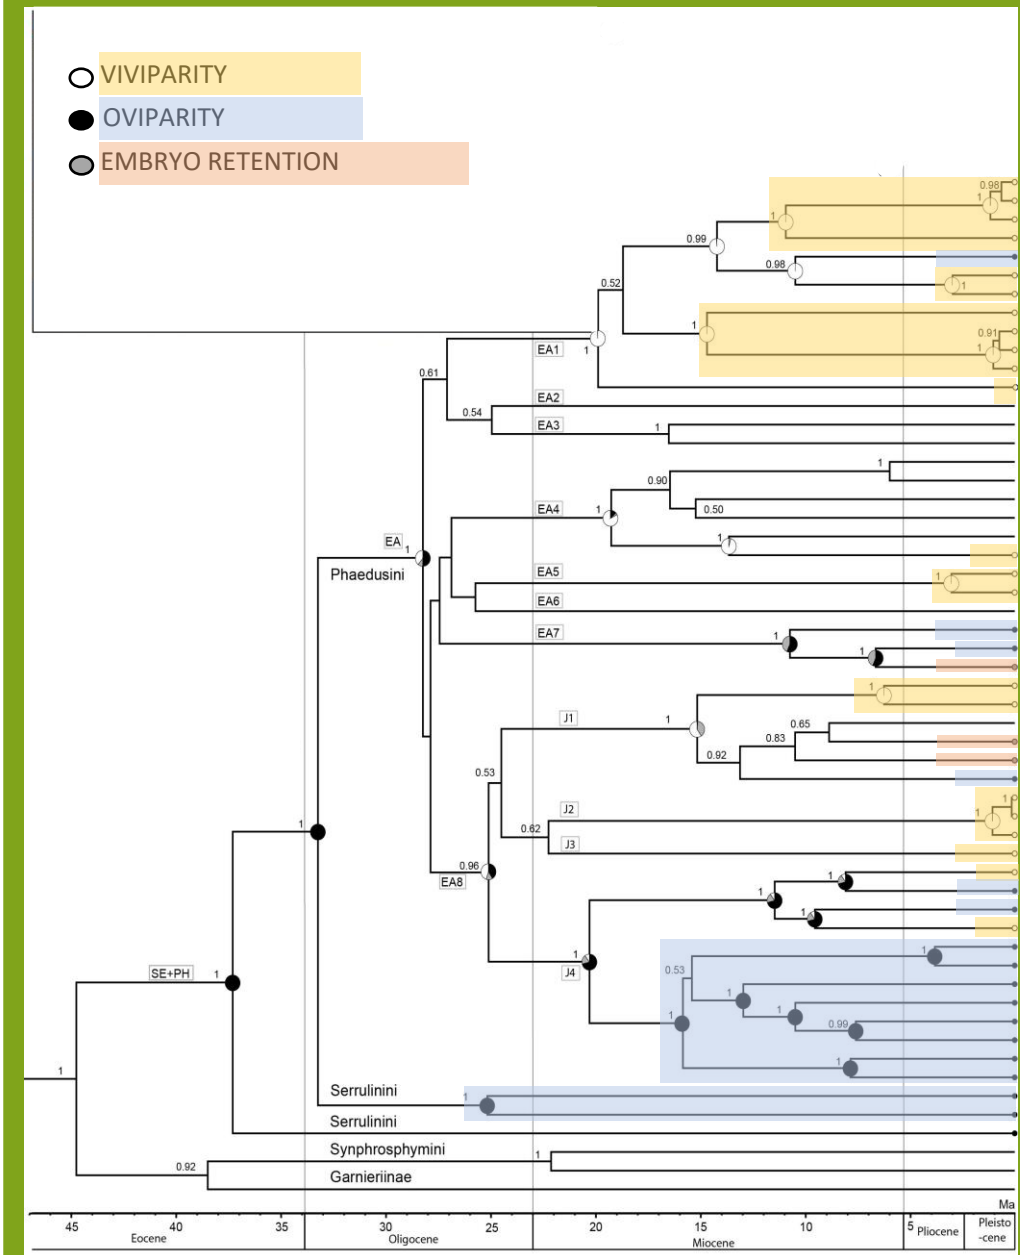 VIVIPARITY
OVIPARITY
EMBRYO RETENTION
0.98
1
1
0.99
0.98
1
0.52
1
0.91
1
EA1
1
0.61
EA2
0.54
EA3
1
1
0.90
0.50
EA4
1
1
EA
1
Phaedusini
EA5
1
EA6
EA7
1
1
1
J1
1
0.65
0.83
0.92
0.53
1
J2
1
0.62
J3
1
0.96
EA8
1
1
1
1
SE+PH
1
1
J4
0.53
1
1
1
0.99
1
1
1
Serrulinini
1
Serrulinini
Synphrosphymini
1
0.92
Garnieriinae
Ma
45 40 35 30 25 20 15 10 5
Eocene Oligocene Miocene Pliocene Pleisto
-cene